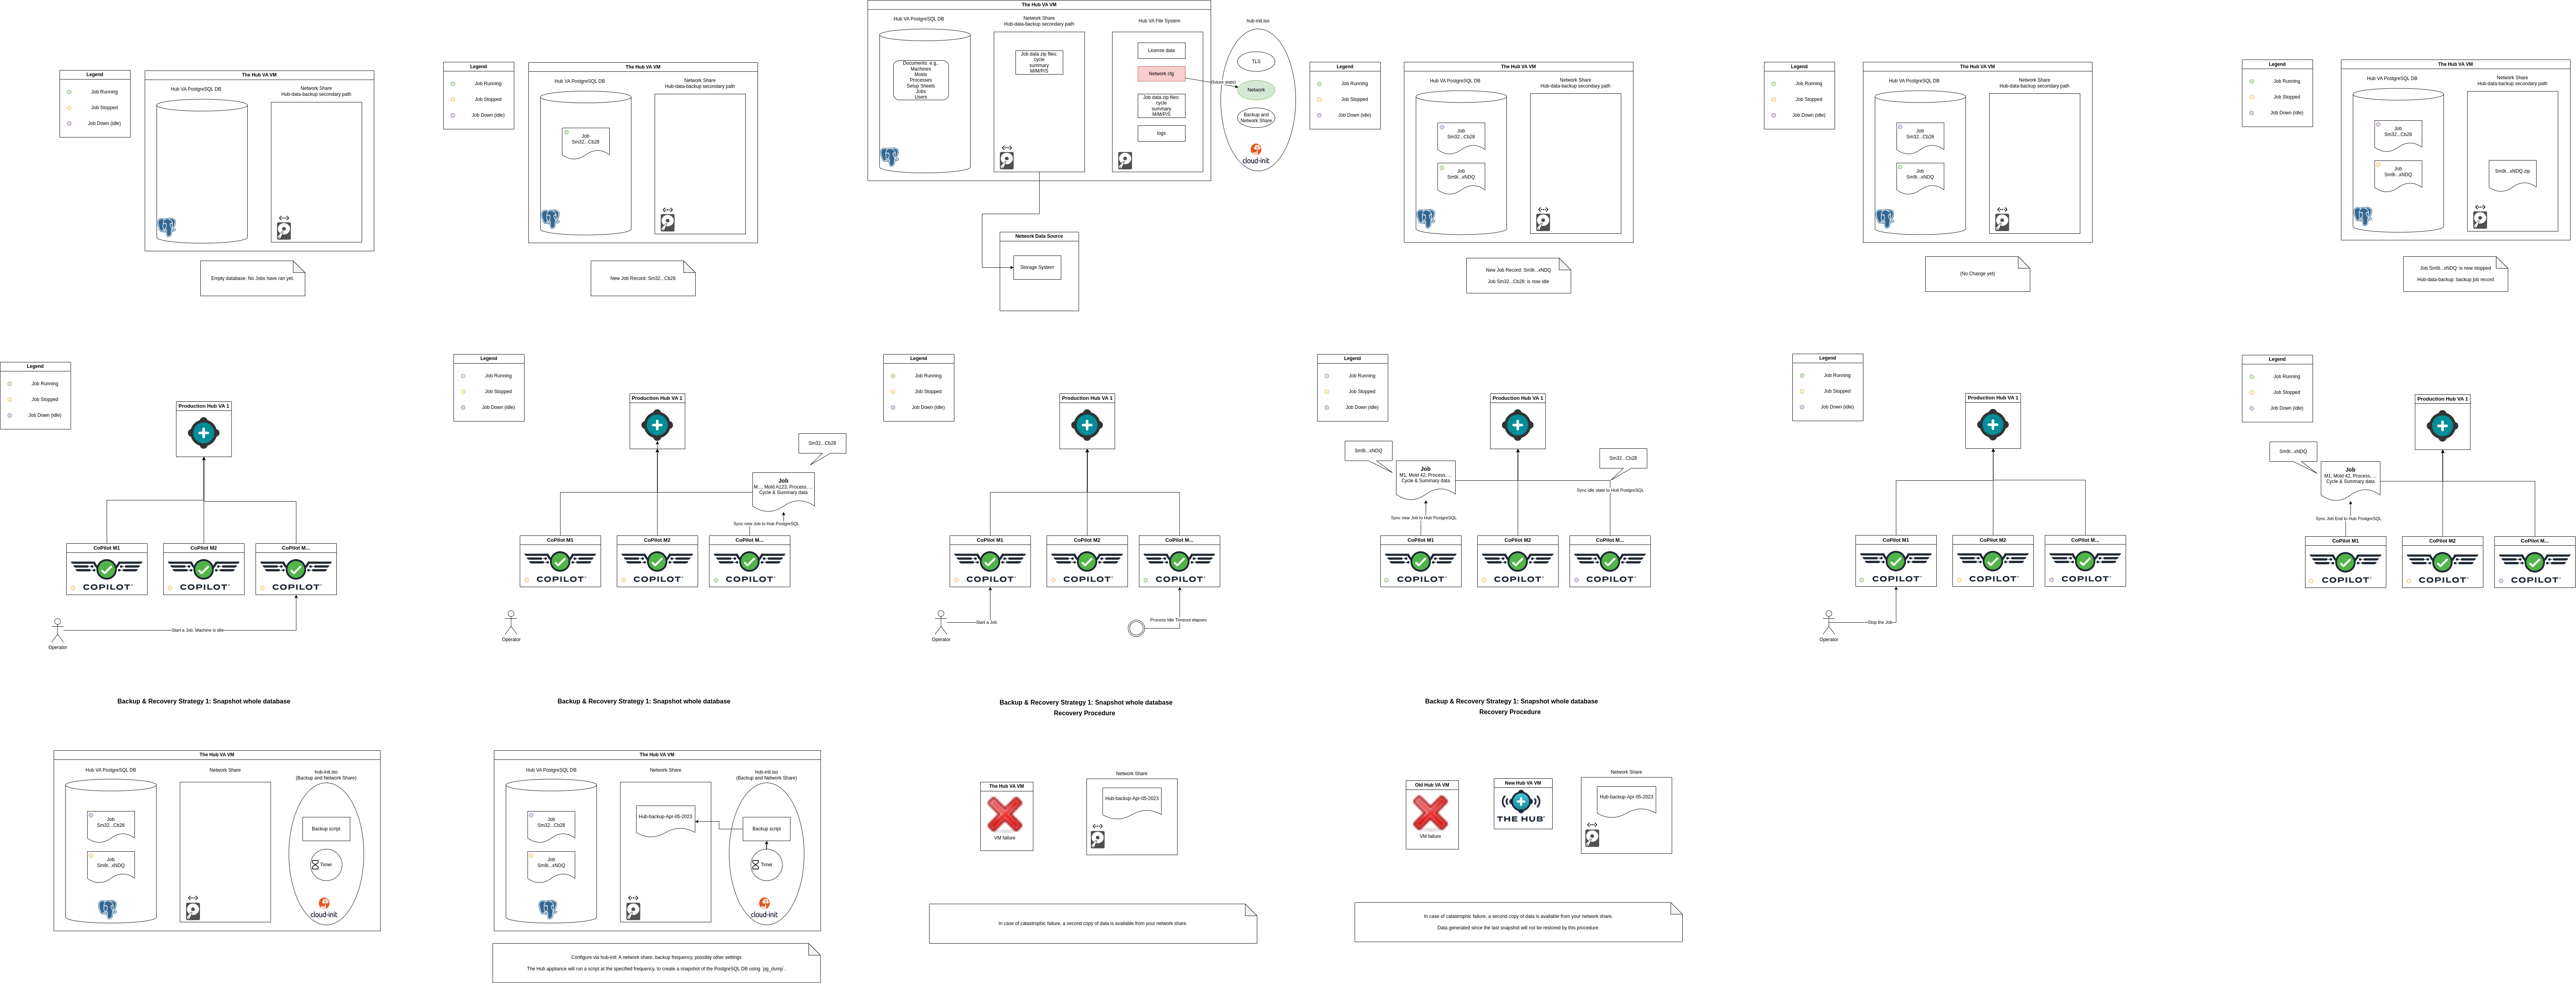 Legend
Job Running
Job Stopped
Job Down (idle)
The Hub VA VM
Hub VA PostgreSQL DB
Network Share
Hub-data-backup secondary path
Empty database. No Jobs have ran yet.
Legend
Job Running
Job Stopped
Job Down (idle)
The Hub VA VM
Hub VA PostgreSQL DB
Network Share
Hub-data-backup secondary path
Job
Sm32...Cb28
New Job Record: Sm32...Cb28
The Hub VA VM
Hub VA PostgreSQL DB
Documents: e.g.,
Machines
Molds
Processes
Setup Sheets
Jobs
Users
Network Share
Hub-data-backup secondary path
Job data zip files:
cycle
summary
M/M/P/S
Hub VA File System
License data
Network cfg
Job data zip files:
cycle
summary
M/M/P/S
logs
(future state)
hub-init.iso
TLS
Network
Backup and
Network Share
cloud-init
Network Data Source
Storage System
Legend
Job Running
Job Stopped
Job Down (idle)
The Hub VA VM
Hub VA PostgreSQL DB
Network Share
Hub-data-backup secondary path
Job
Sm32...Cb28
Job
Sm9i...xNDQ
New Job Record: Sm9i...xNDQ
Job Sm32...Cb28: is now idle
Legend
Job Running
Job Stopped
Job Down (idle)
The Hub VA VM
Hub VA PostgreSQL DB
Network Share
Hub-data-backup secondary path
Job
Sm32...Cb28
Job
Sm9i...xNDQ
(No Change yet)
Legend
Job Running
Job Stopped
Job Down (idle)
The Hub VA VM
Hub VA PostgreSQL DB
Network Share
Hub-data-backup secondary path
Job
Sm32...Cb28
Job
Sm9i...xNDQ
Sm9i...xNDQ.zip
Job Sm9i...xNDQ: is now stopped
Hub-data-backup: backup job record
Legend
Job Running
Job Stopped
Job Down (idle)
Production Hub VA 1
CoPilot M1
COPILOT
CoPilot M2
COPILOT
CoPilot M...
COPILOT
Start a Job. Machine is idle
Operator
Legend
Job Running
Job Stopped
Job Down (idle)
Production Hub VA 1
Sm32...Cb28
Job
M..., Mold A123, Process, ...
Cycle & Summary data
Sync new Job to Hub PostgreSQL
CoPilot M1
COPILOT
CoPilot M2
COPILOT
CoPilot M...
COPILOT
Operator
Legend
Job Running
Job Stopped
Job Down (idle)
Production Hub VA 1
CoPilot M1
COPILOT
CoPilot M2
COPILOT
CoPilot M...
COPILOT
Start a Job
Operator
Process Idle Timeout elapses
Legend
Job Running
Job Stopped
Job Down (idle)
Production Hub VA 1
Sm9i...xNDQ
Job
M1, Mold 42, Process, ...
Cycle & Summary data
Sync new Job to Hub PostgreSQL
Sm32...Cb28
Sync idle state to Hub PostgreSQL
CoPilot M1
COPILOT
CoPilot M2
COPILOT
CoPilot M...
COPILOT
Legend
Job Running
Job Stopped
Job Down (idle)
Production Hub VA 1
CoPilot M1
COPILOT
CoPilot M2
COPILOT
CoPilot M...
COPILOT
Stop the Job
Operator
Legend
Job Running
Job Stopped
Job Down (idle)
Production Hub VA 1
Sm9i...xNDQ
Job
M1, Mold 42, Process, ...
Cycle & Summary data
Sync Job End to Hub PostgreSQL
CoPilot M1
COPILOT
CoPilot M2
COPILOT
CoPilot M...
COPILOT
Backup & Recovery Strategy 1: Snapshot whole database
The Hub VA VM
Hub VA PostgreSQL DB
Job
Sm32...Cb28
Job
Sm9i...xNDQ
Network Share
hub-init.iso
(Backup and Network Share)
Backup script
Timer
cloud-init
Backup & Recovery Strategy 1: Snapshot whole database
The Hub VA VM
Hub VA PostgreSQL DB
Job
Sm32...Cb28
Job
Sm9i...xNDQ
Network Share
Hub-backup-Apr-05-2023
hub-init.iso
(Backup and Network Share)
Backup script
Timer
cloud-init
Configure via hub-init: A network share, backup frequency, possibly other settings
The Hub appliance will run a script at the specified frequency, to create a snapshot of the PostgreSQL DB using `pg_dump`.
Backup & Recovery Strategy 1: Snapshot whole database
Recovery Procedure
The Hub VA VM
VM failure
Network Share
Hub-backup-Apr-05-2023
In case of catastrophic failure, a second copy of data is available from your network share.
Backup & Recovery Strategy 1: Snapshot whole database
Recovery Procedure
Old Hub VA VM
VM failure
New Hub VA VM
THE HUB
Network Share
Hub-backup-Apr-05-2023
In case of catastrophic failure, a second copy of data is available from your network share.
Data generated since the last snapshot will not be restored by this procedure.